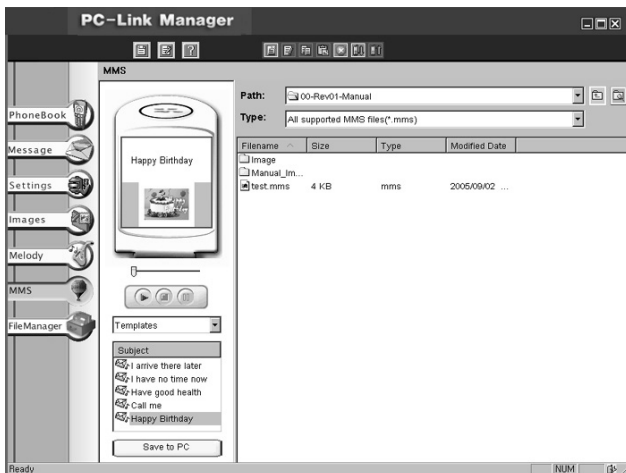 PC-Link Manager
MMS
PhoneBook
Message
Settings
Images
Melody
MMS
FileManager
Happy Birthday
Templates
Subject
I arrive there later
I have no time now
Have good health
Call me
Happy Birthday
Save to PC
Path: 00-Rev01-Manual
Type: All supported MMS files(*.mms)
Filename Size Type Modified Date
Image
Manual_Im...
test.mms 4 KB mms 2005/09/02 ...
Ready NUM